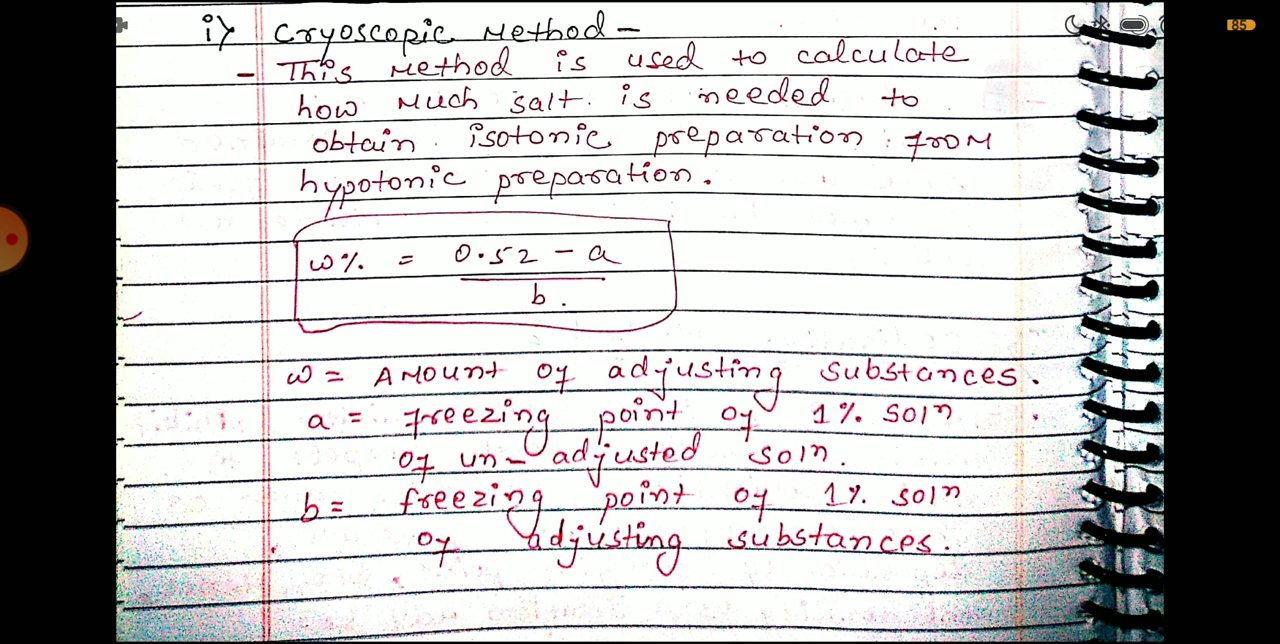 i) Cryoscopic Method -
- This Method is used to calculate
how Much salt is needed to
obtain isotonic preparation from
hypotonic preparation.
w% = 0.52 - a
b.
w = Amount of adjusting substances.
a = freezing point of 1% soln
of un-adjusted soln.
b = freezing point of 1% soln
of adjusting substances.
85